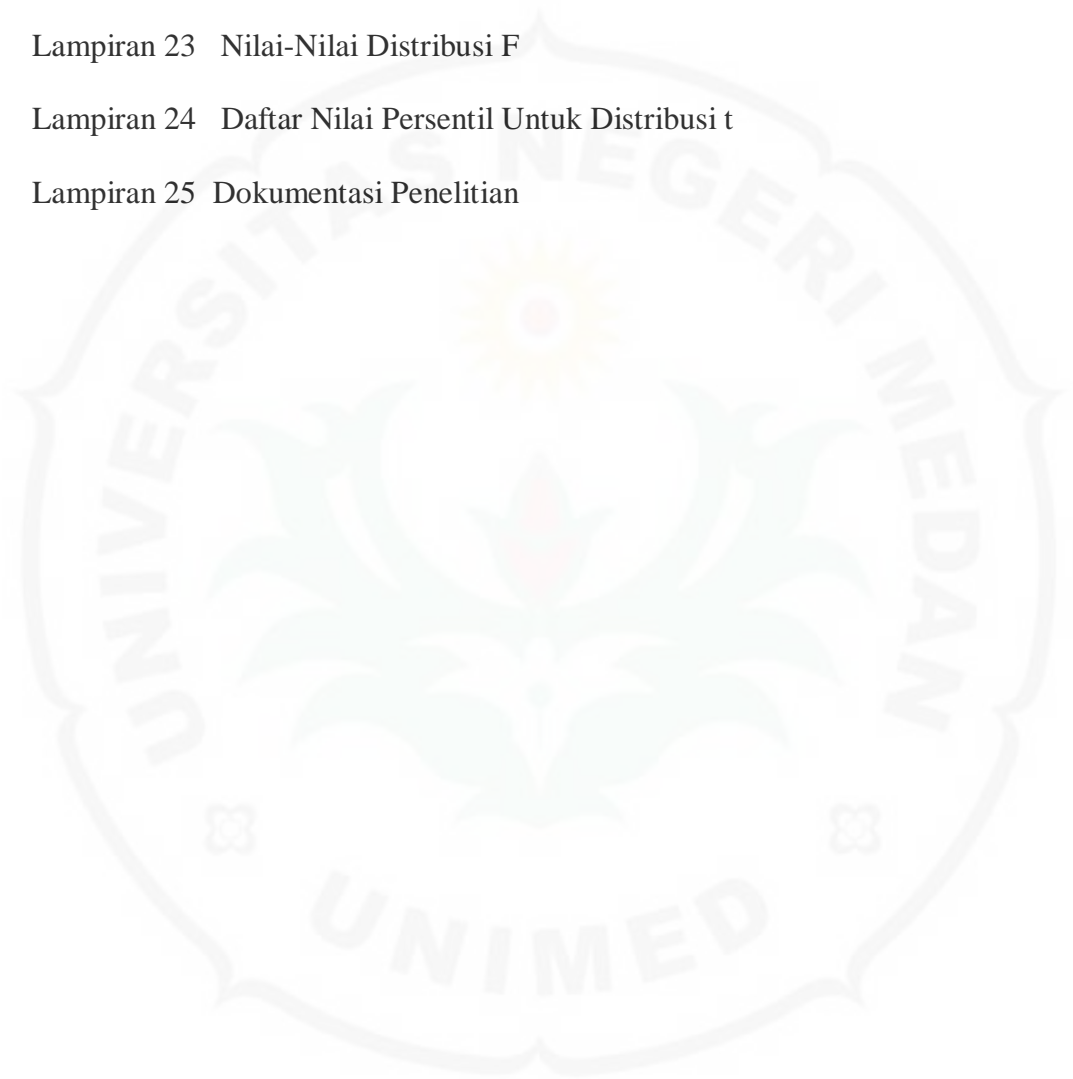 Lampiran 23 Nilai-Nilai Distribusi F
Lampiran 24 Daftar Nilai Persentil Untuk Distribusi t
Lampiran 25 Dokumentasi Penelitian
UNIVERSITAS NEGERI MEDAN
UNIMED